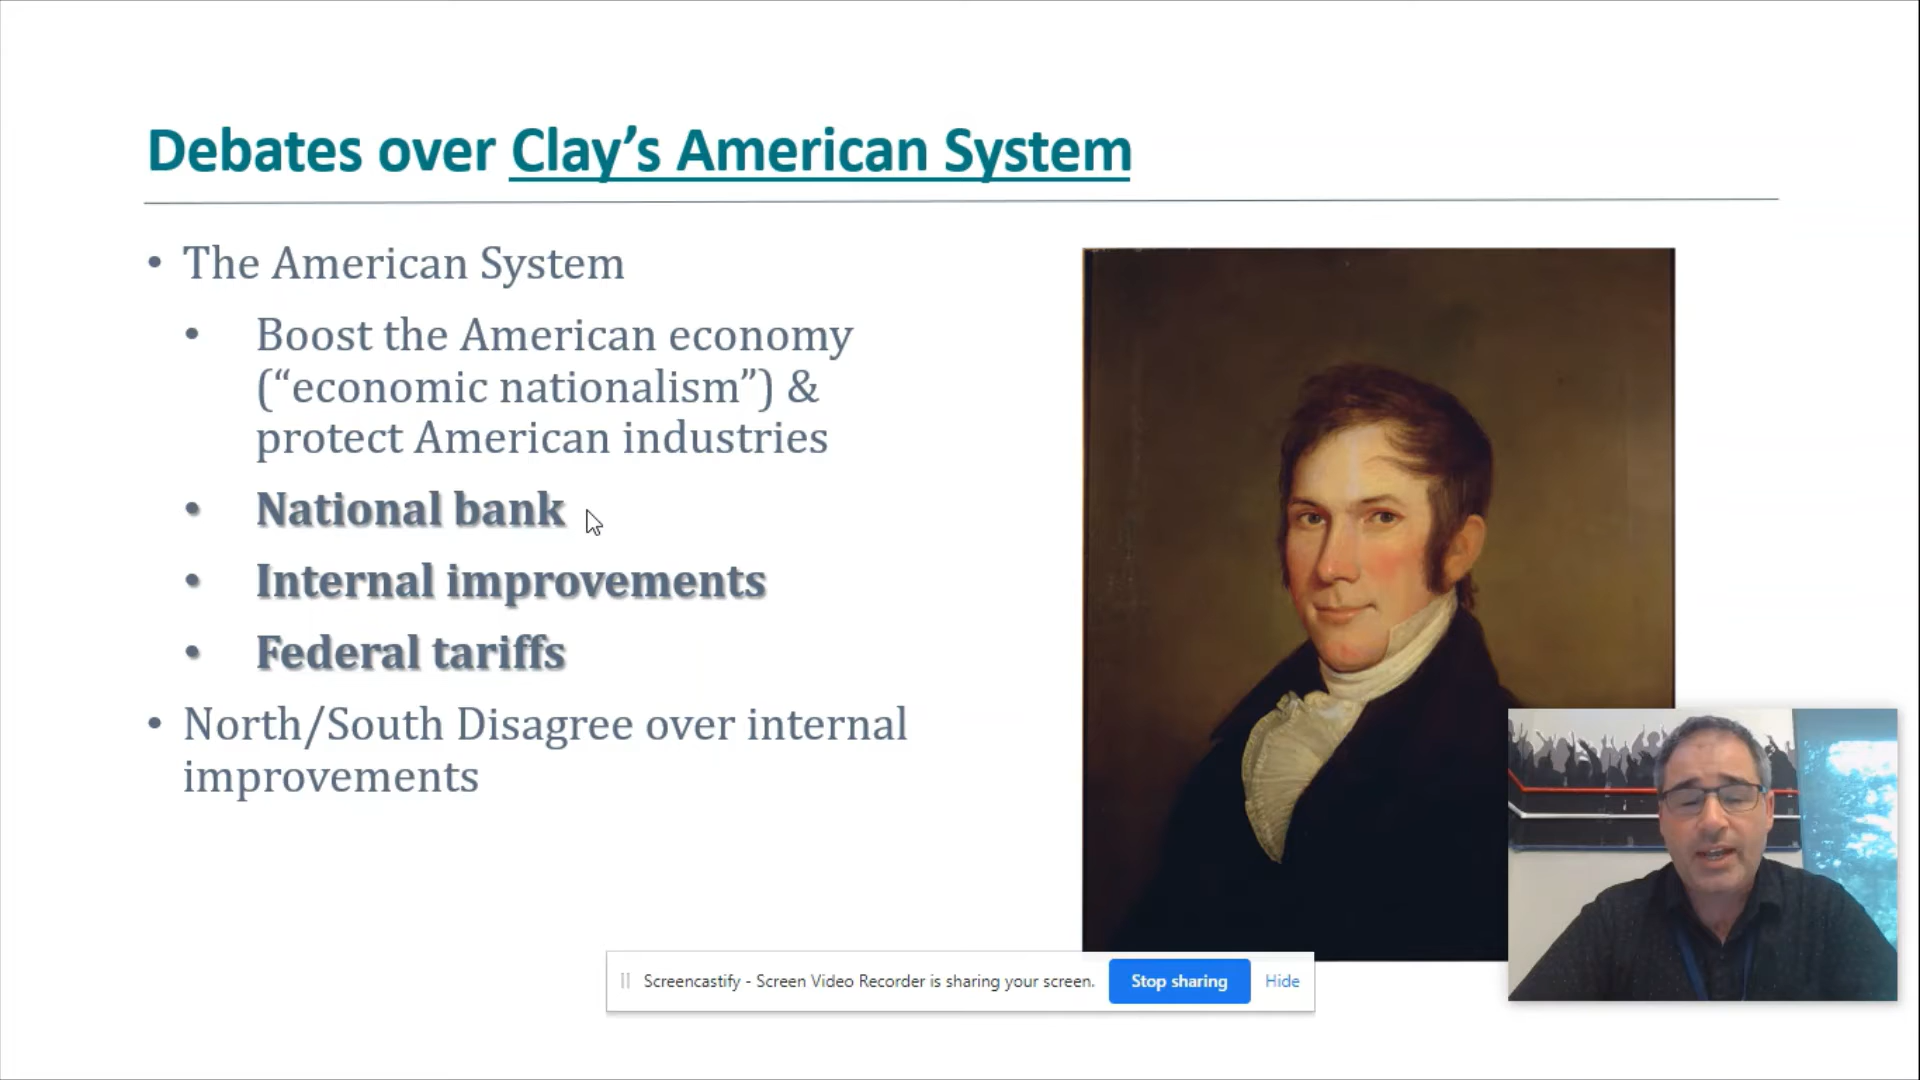 Debates over Clay’s American System
• The American System
• Boost the American economy
(“economic nationalism”) &
protect American industries
• National bank
• Internal improvements
• Federal tariffs
• North/South Disagree over internal
improvements
Screencastify - Screen Video Recorder is sharing your screen. Stop sharing Hide